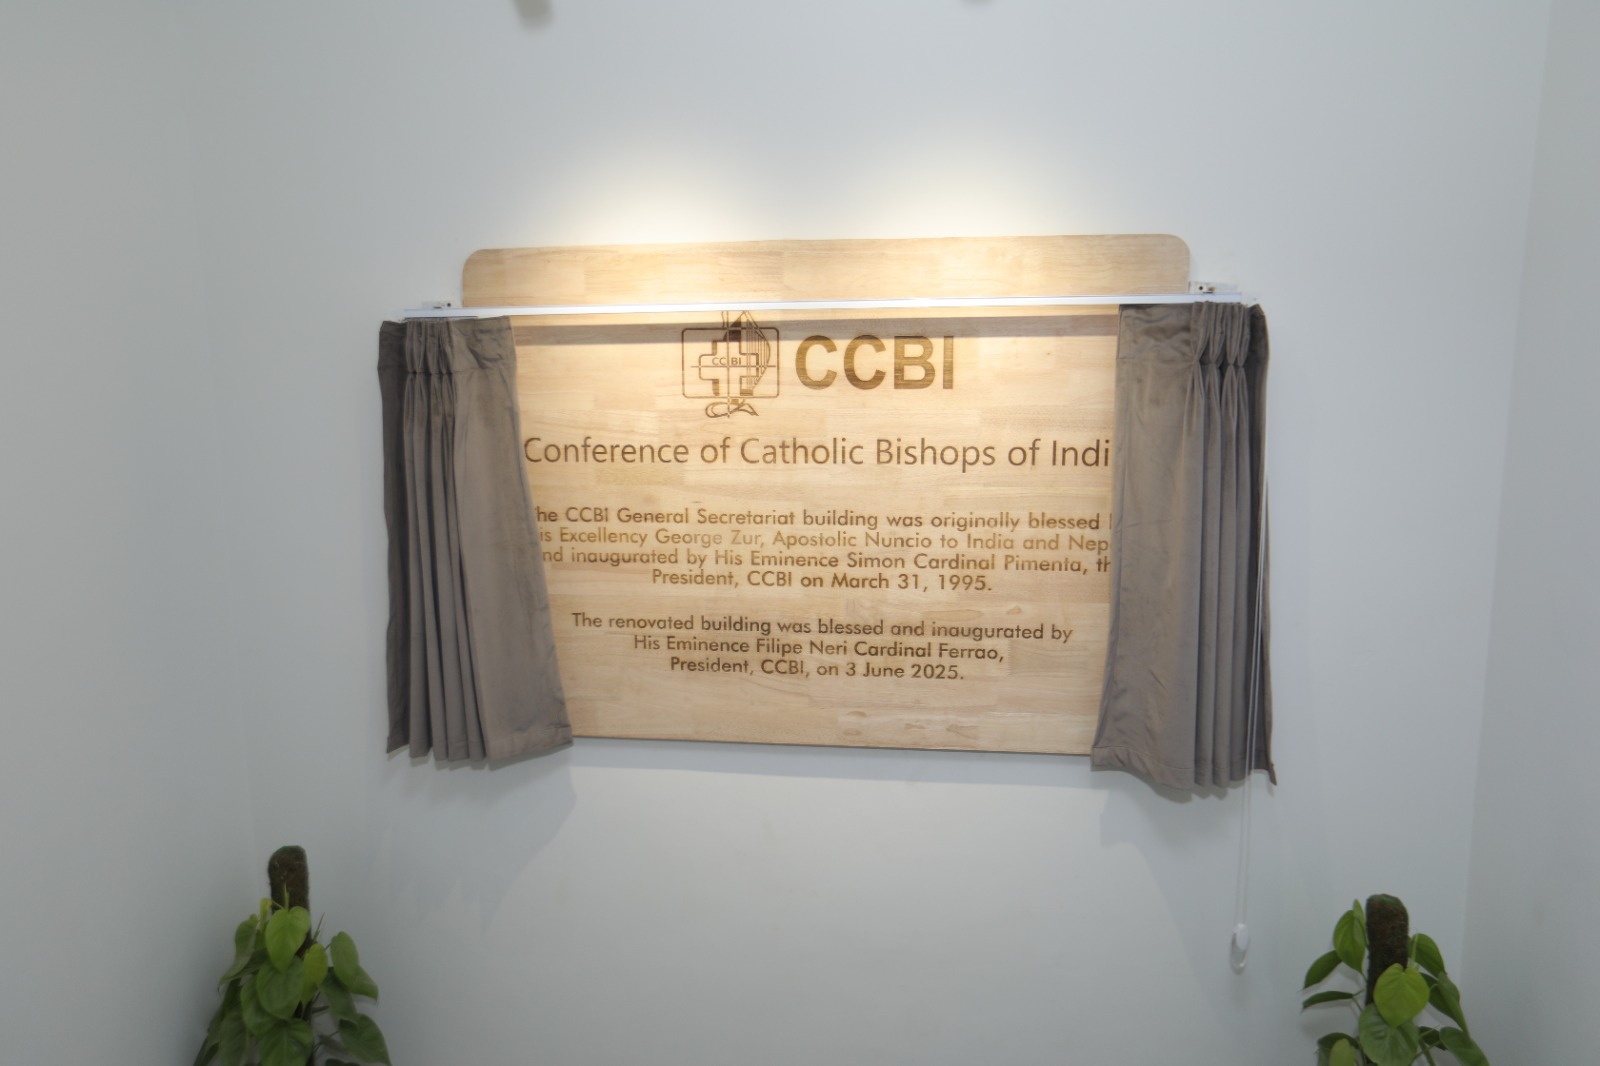 CCBI
CCBI
Conference of Catholic Bishops of Indi
he CCBI General Secretariat building was originally blessed
is Excellency George Zur, Apostolic Nuncio to India and Nep
nd inaugurated by His Eminence Simon Cardinal Pimenta, th
President, CCBI on March 31, 1995.
The renovated building was blessed and inaugurated by
His Eminence Filipe Neri Cardinal Ferrao,
President, CCBI, on 3 June 2025.